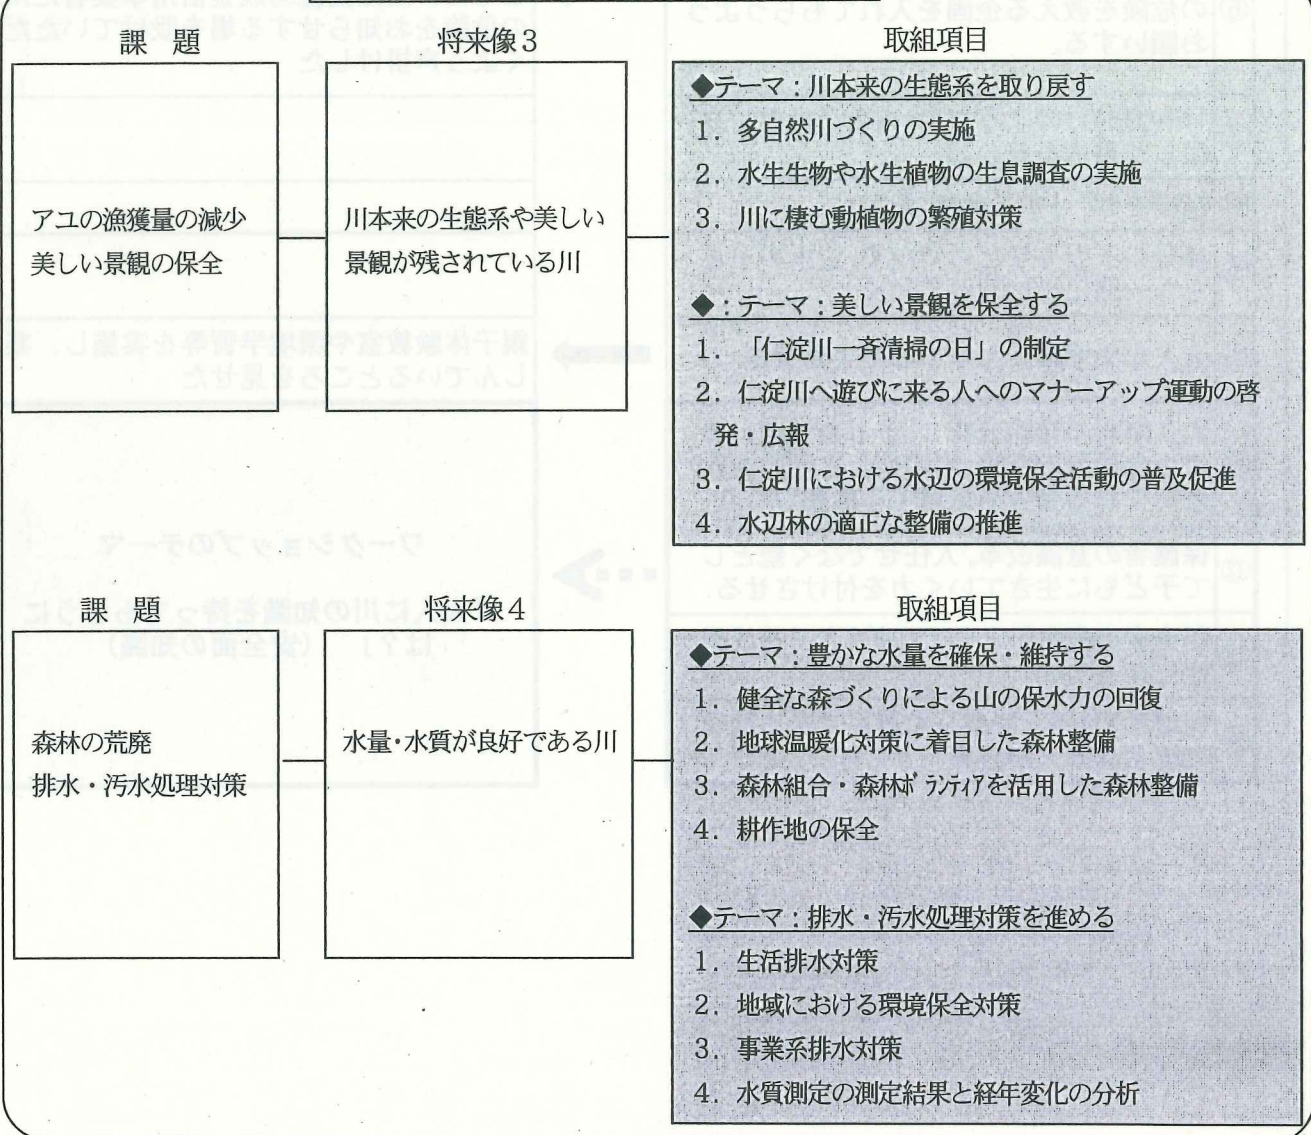 課 題
将来像3
取組項目
アユの漁獲量の減少
美しい景観の保全
川本来の生態系や美しい
景観が残されている川
◆テーマ：川本来の生態系を取り戻す
1．多自然川づくりの実施
2．水生生物や水生植物の生息調査の実施
3．川に棲む動植物の繁殖対策
◆：テーマ：美しい景観を保全する
1．「仁淀川一斉清掃の日」の制定
2．仁淀川へ遊びに来る人へのマナーアップ運動の啓
発・広報
3．仁淀川における水辺の環境保全活動の普及促進
4．水辺林の適正な整備の推進
課 題
将来像4
取組項目
森林の荒廃
排水・汚水処理対策
水量・水質が良好である川
◆テーマ：豊かな水量を確保・維持する
1．健全な森づくりによる山の保水力の回復
2．地球温暖化対策に着目した森林整備
3．森林組合・森林ﾎﾞﾗﾝﾃｨｱを活用した森林整備
4．耕作地の保全
◆テーマ：排水・汚水処理対策を進める
1．生活排水対策
2．地域における環境保全対策
3．事業系排水対策
4．水質測定の測定結果と経年変化の分析